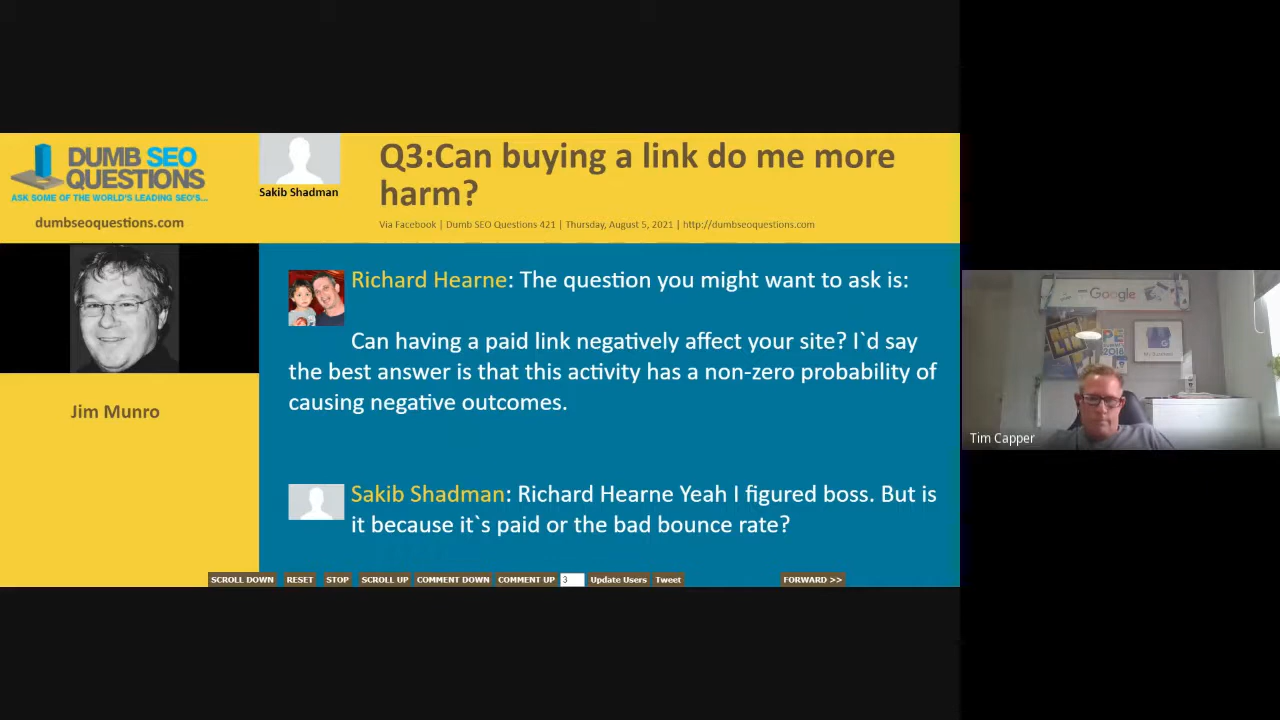 DUMB SEO
QUESTIONS
ASK SOME OF THE WORLD'S LEADING SEO'S...
dumbseoquestions.com
Sakib Shadman
Q3:Can buying a link do me more
harm?
Via Facebook | Dumb SEO Questions 421 | Thursday, August 5, 2021 | http://dumbseoquestions.com
Jim Munro
Richard Hearne: The question you might want to ask is:
Can having a paid link negatively affect your site? I`d say
the best answer is that this activity has a non-zero probability of
causing negative outcomes.
Sakib Shadman: Richard Hearne Yeah I figured boss. But is
it because it`s paid or the bad bounce rate?
SCROLL DOWN RESET STOP SCROLL UP COMMENT DOWN COMMENT UP 3 Update Users Tweet FORWARD >>
Google
2018
Tim Capper